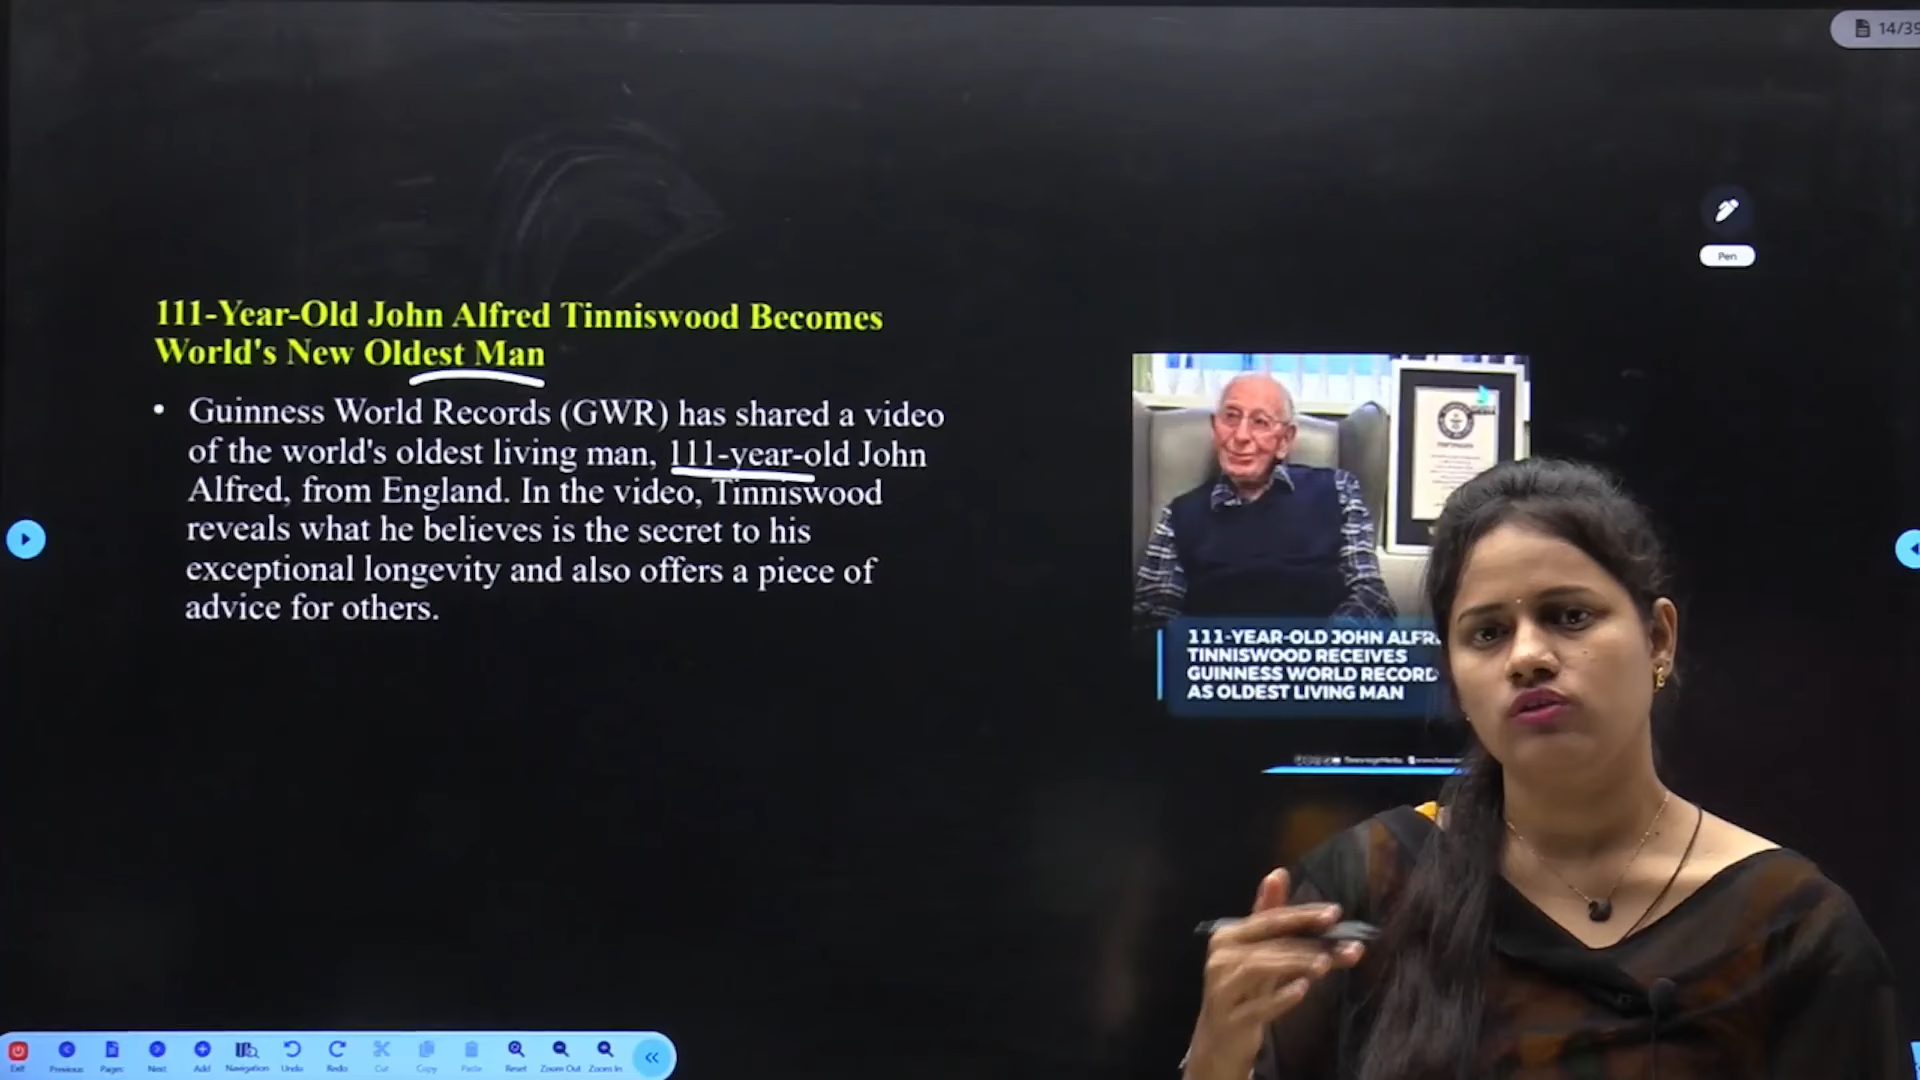 14/39
Pen
111-Year-Old John Alfred Tinniswood Becomes
World's New Oldest Man
• Guinness World Records (GWR) has shared a video
of the world's oldest living man, 111-year-old John
Alfred, from England. In the video, Tinniswood
reveals what he believes is the secret to his
exceptional longevity and also offers a piece of
advice for others.
111-YEAR-OLD JOHN ALFRE
TINNISWOOD RECEIVES
GUINNESS WORLD RECORD
AS OLDEST LIVING MAN
Exit Previous Pages Next Add Navigation Undo Redo Cut Copy Paste Reset Zoom Out Zoom In